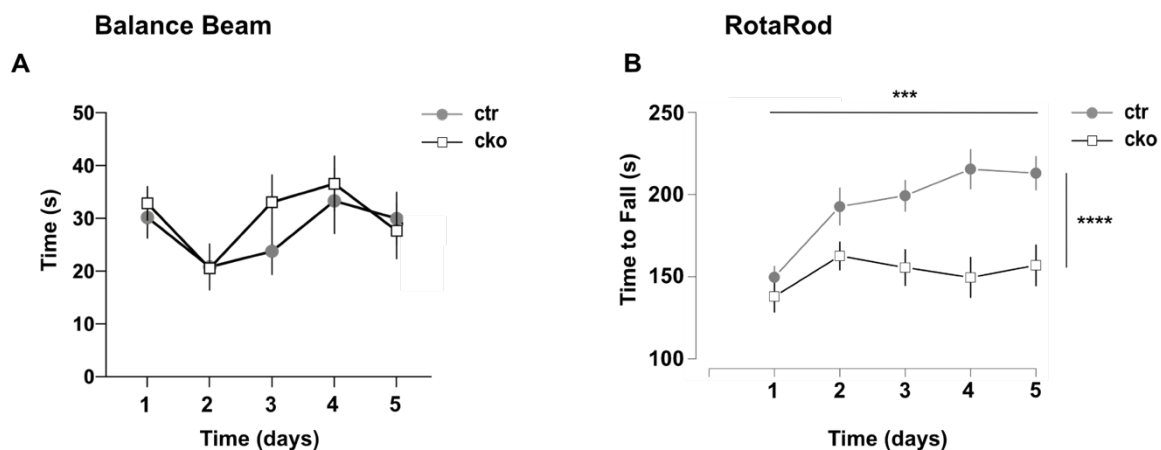 Balance Beam
RotaRod
A
B
50
40
30
20
10
0
Time (s)
1 2 3 4 5
Time (days)
ctr
cko
***
250
200
150
100
Time to Fall (s)
1 2 3 4 5
Time (days)
ctr
cko
****